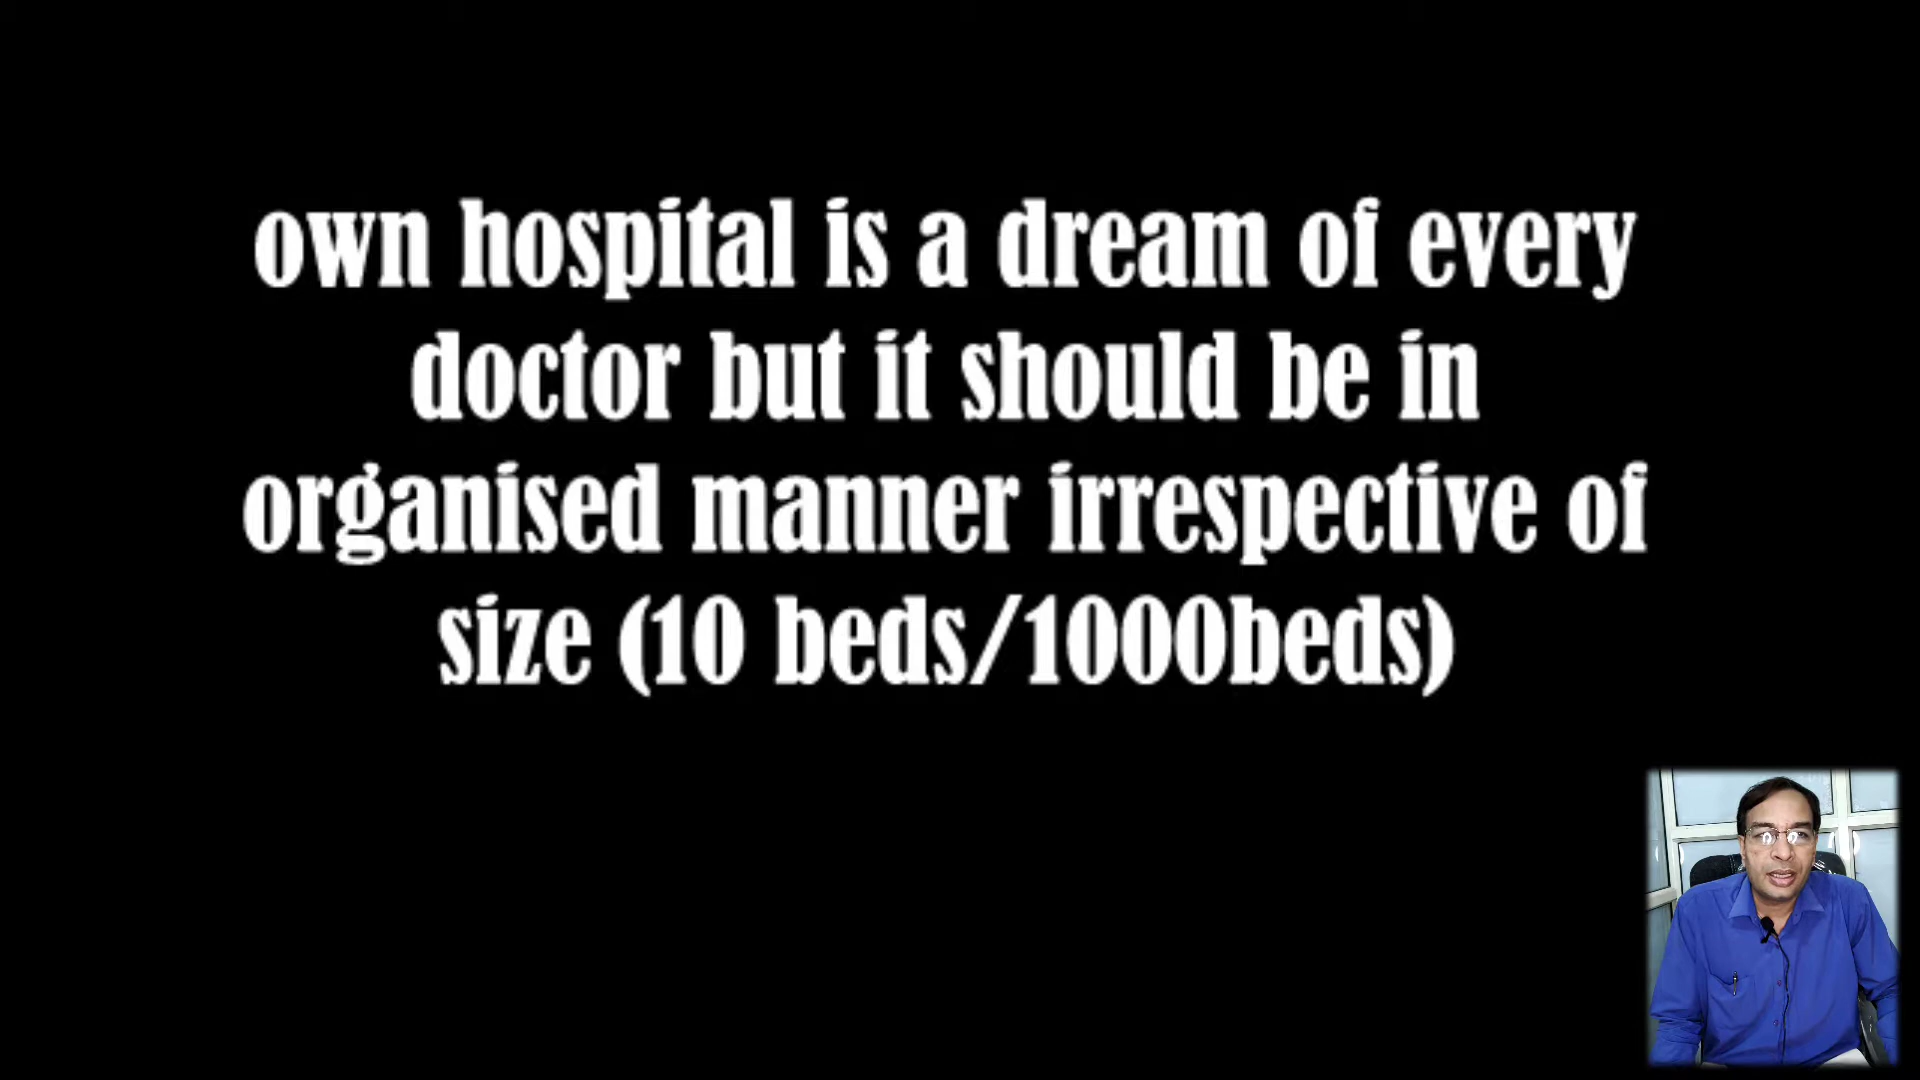 own hospital is a dream of every
doctor but it should be in
organised manner irrespective of
size (10 beds/1000beds)